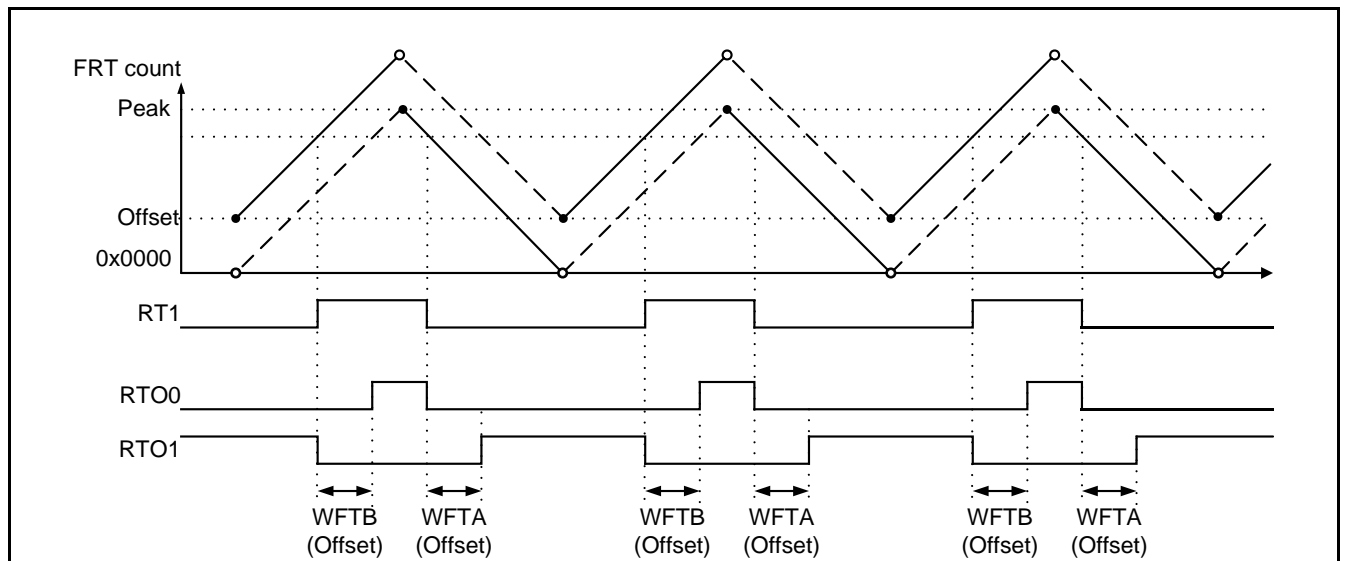 FRT count
Peak
Offset
0x0000
RT1
RTO0
RTO1
WFTB WFTA WFTB WFTA WFTB WFTA
(Offset) (Offset) (Offset) (Offset) (Offset) (Offset)